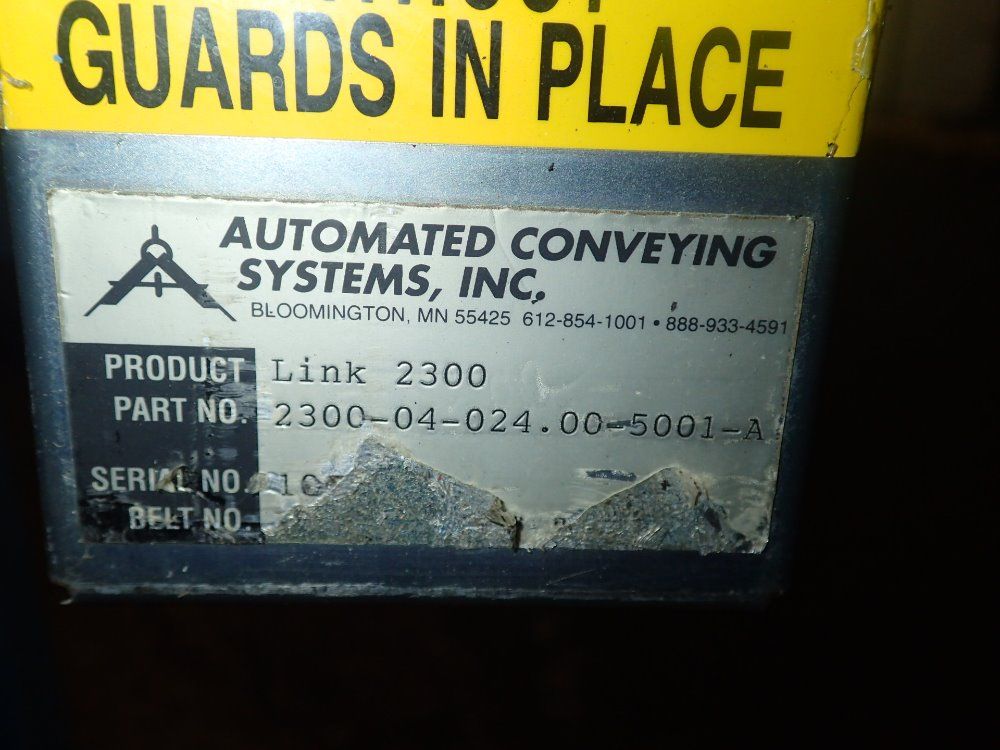 GUARDS IN PLACE
AUTOMATED CONVEYING
SYSTEMS, INC.
BLOOMINGTON, MN 55425 612-854-1001 • 888-933-4591
PRODUCT Link 2300
PART NO. 2300-04-024.00-5001-A
SERIAL NO.
BELT NO.